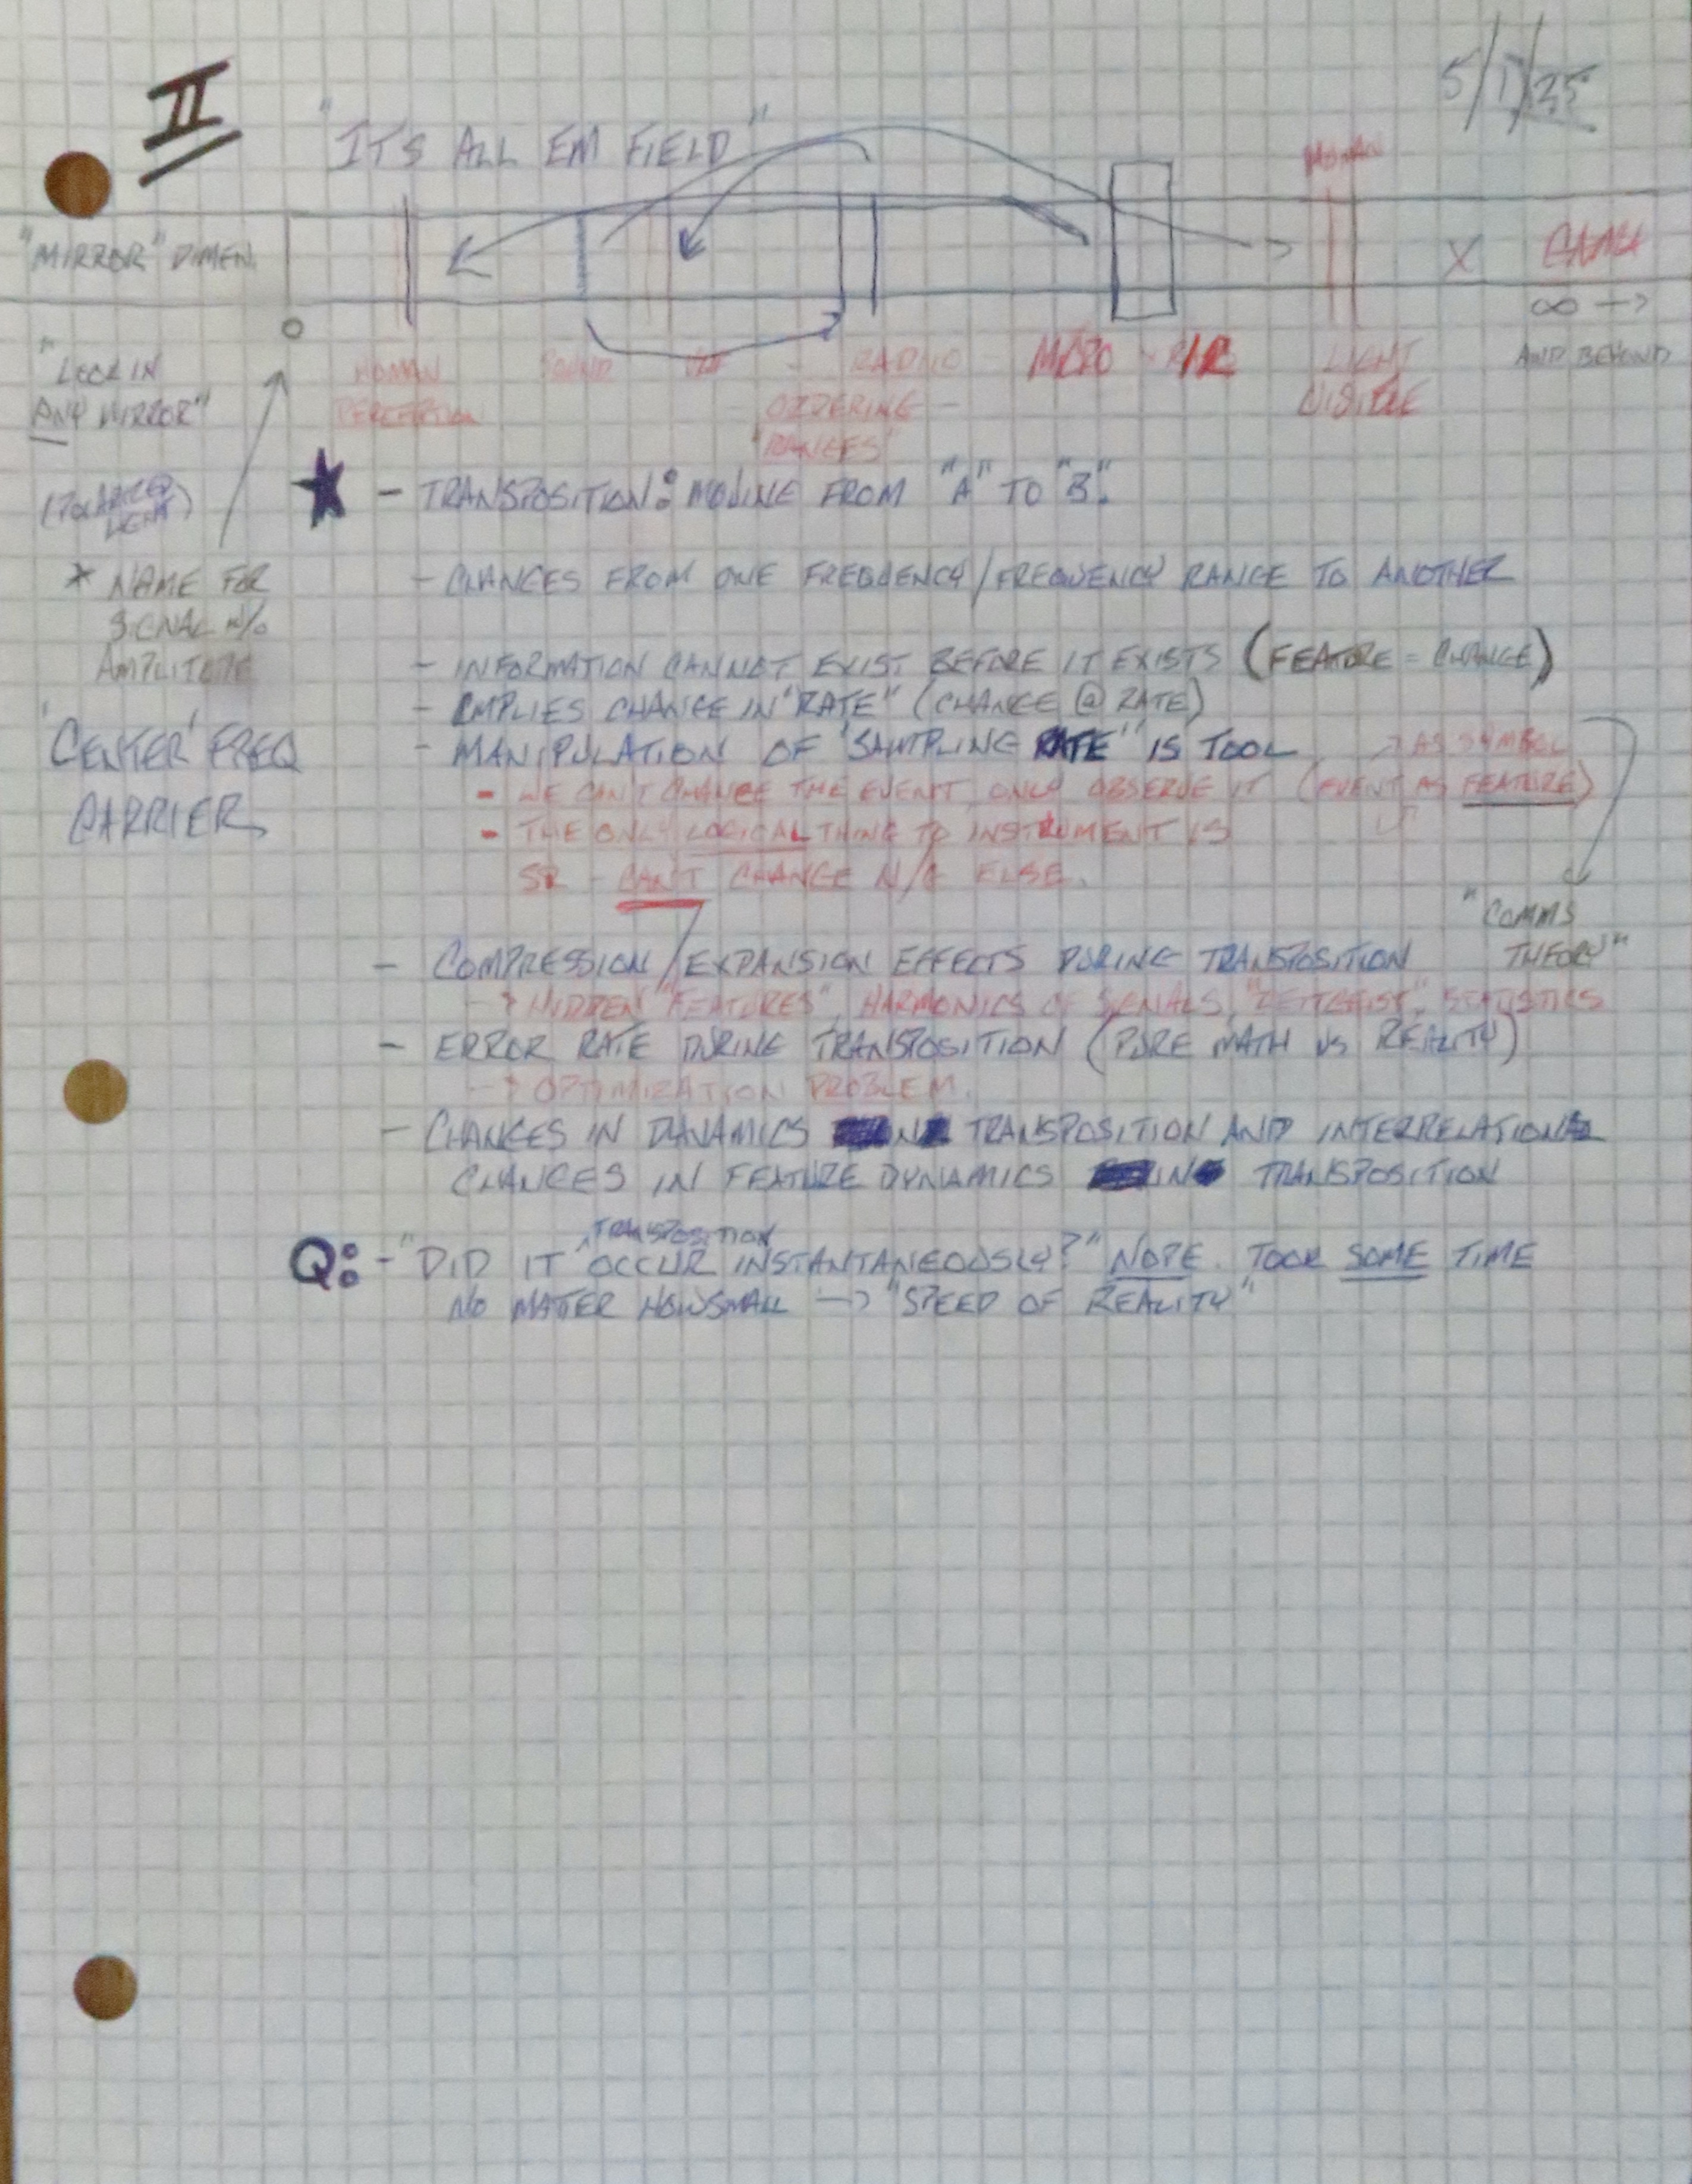 II
5/1/25
"IT'S ALL EM FIELD"
HUMAN
"MIRROR" DIMEN.
X
GAMMA
0
∞ →
"LOOK IN
ANY MIRROR"
HUMAN
PERCEPTION
SOUND
RADIO
MICRO
IR
LIGHT
VISIBLE
AND BEYOND
- ORDERING -
"RANGES"
(POLARIZED
LIGHT)
★ - TRANSPOSITION: MOVING FROM "A" TO "B".
* NAME FOR
SIGNAL W/O
AMPLITUDE
- CHANGES FROM ONE FREQUENCY/FREQUENCY RANGE TO ANOTHER
- INFORMATION CANNOT EXIST BEFORE IT EXISTS (FEATURE = CHANGE)
- IMPLIES CHANGE IN "RATE" (CHANGE @ RATE)
'CENTER' FREQ
CARRIER
- MANIPULATION OF "SAMPLING RATE" IS TOOL
→ AS SYMBOL
- WE CAN'T CHANGE THE EVENT, ONLY OBSERVE IT (EVENT AS FEATURE)
- THE ONLY LOGICAL THING TO INSTRUMENT IS
SR - CAN'T CHANGE N/G ELSE.
"COMMS
THEORY"
- COMPRESSION/EXPANSION EFFECTS DURING TRANSPOSITION
→ HIDDEN "FEATURES", HARMONICS OF SIGNALS, "ZEITGEIST", STATISTICS
- ERROR RATE DURING TRANSPOSITION (PURE MATH VS REALITY)
→ OPTIMIZATION PROBLEM.
- CHANGES IN DYNAMICS IN TRANSPOSITION AND INTERRELATIONAL
CHANGES IN FEATURE DYNAMICS IN TRANSPOSITION
TRANSPOSITION
Q: - "DID IT OCCUR INSTANTANEOUSLY?" NOPE. TOOK SOME TIME
NO MATTER HOW SMALL → "SPEED OF REALITY"